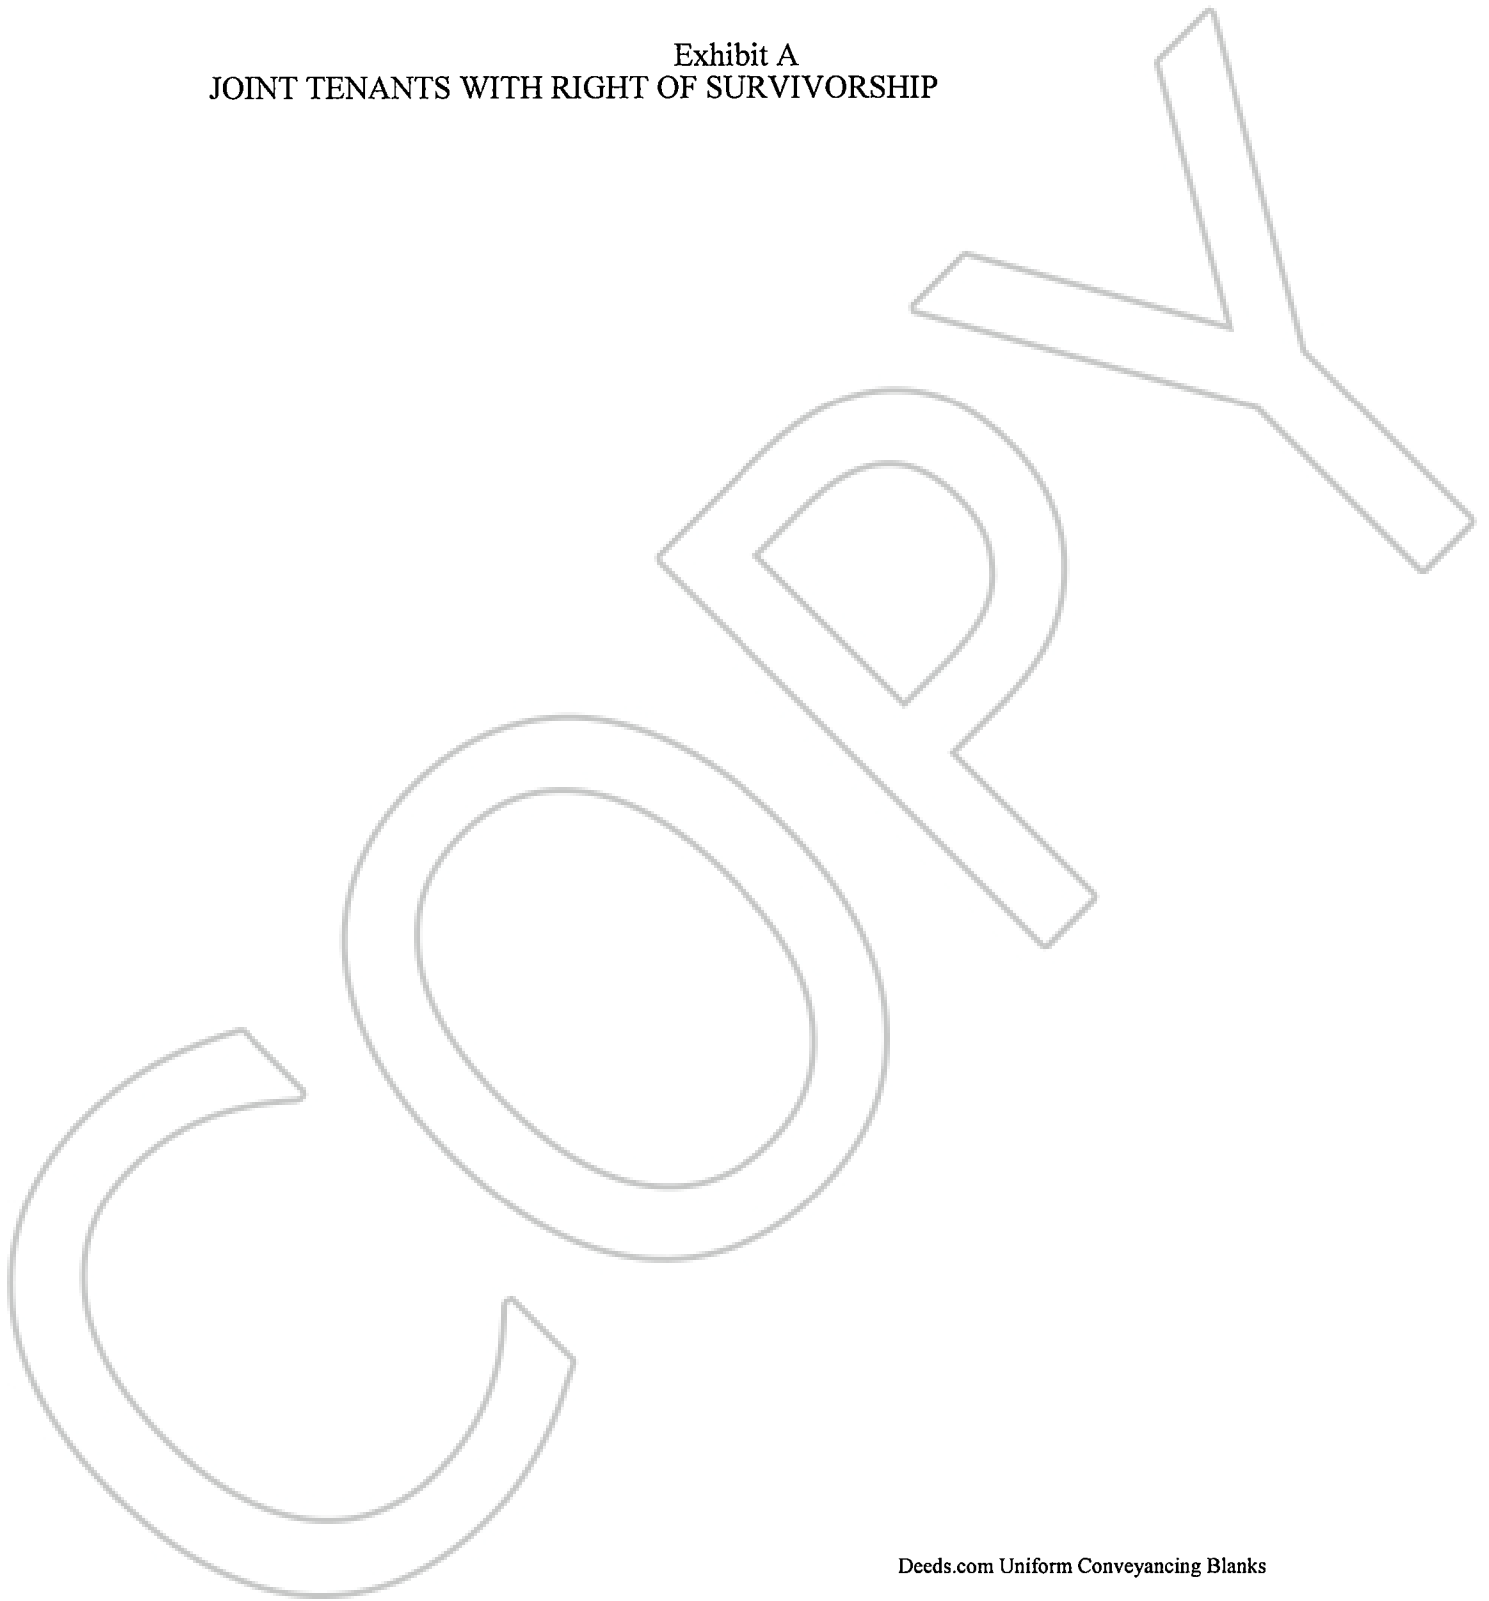 Exhibit A
JOINT TENANTS WITH RIGHT OF SURVIVORSHIP
COPY
Deeds.com Uniform Conveyancing Blanks